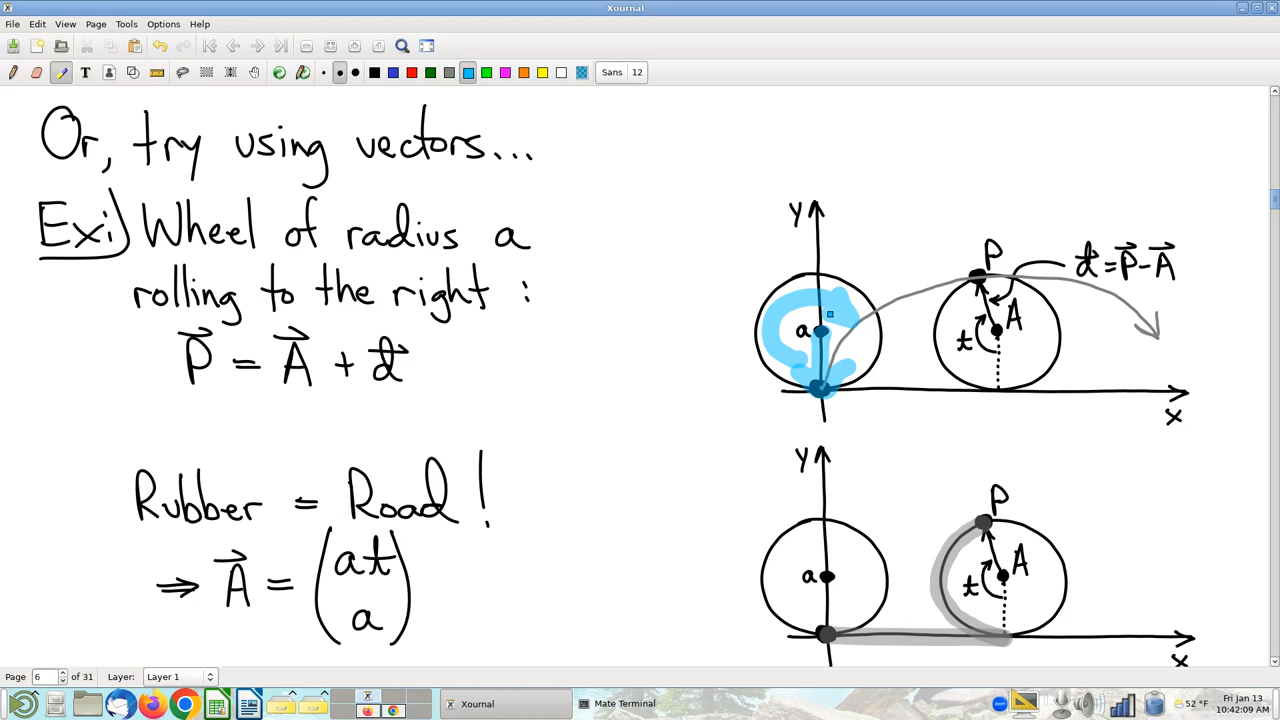 Xournal
File Edit View Page Tools Options Help
Sans 12
Or, try using vectors...
Ex:) Wheel of radius a
rolling to the right :
P = A + d
Rubber = Road !
⇒ A = (at
a)
y
a
P
d = P - A
A
t
x
y
P
a
A
t
x
Page 6 of 31 Layer: Layer 1
Xournal
Mate Terminal
zoom
52 °F
Fri Jan 13
10:42:09 AM